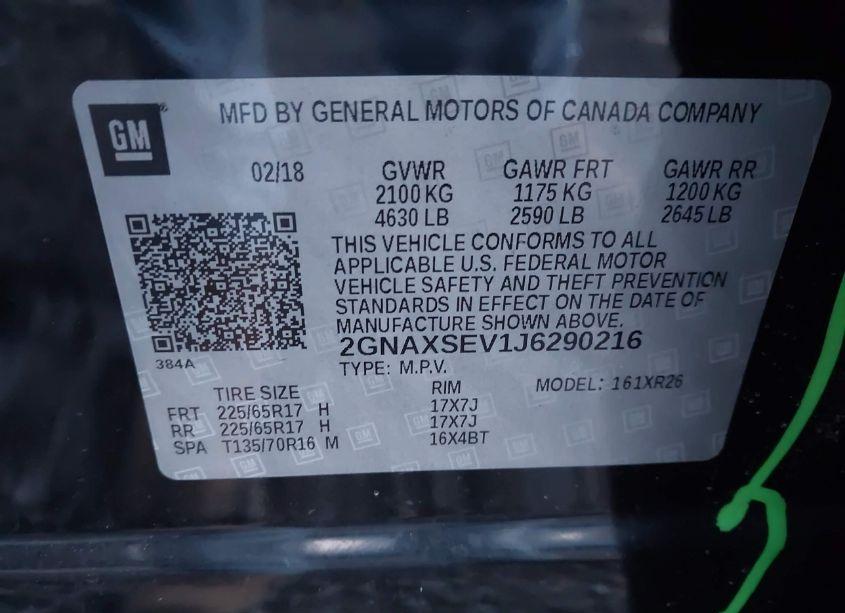 GM
MFD BY GENERAL MOTORS OF CANADA COMPANY
02/18 GVWR GAWR FRT GAWR RR
2100 KG 1175 KG 1200 KG
4630 LB 2590 LB 2645 LB
THIS VEHICLE CONFORMS TO ALL
APPLICABLE U.S. FEDERAL MOTOR
VEHICLE SAFETY AND THEFT PREVENTION
STANDARDS IN EFFECT ON THE DATE OF
MANUFACTURE SHOWN ABOVE.
384A
2GNAXSEV1J6290216
TYPE: M.P.V.
TIRE SIZE RIM MODEL: 161XR26
FRT 225/65R17 H 17X7J
RR 225/65R17 H 17X7J
SPA T135/70R16 M 16X4BT